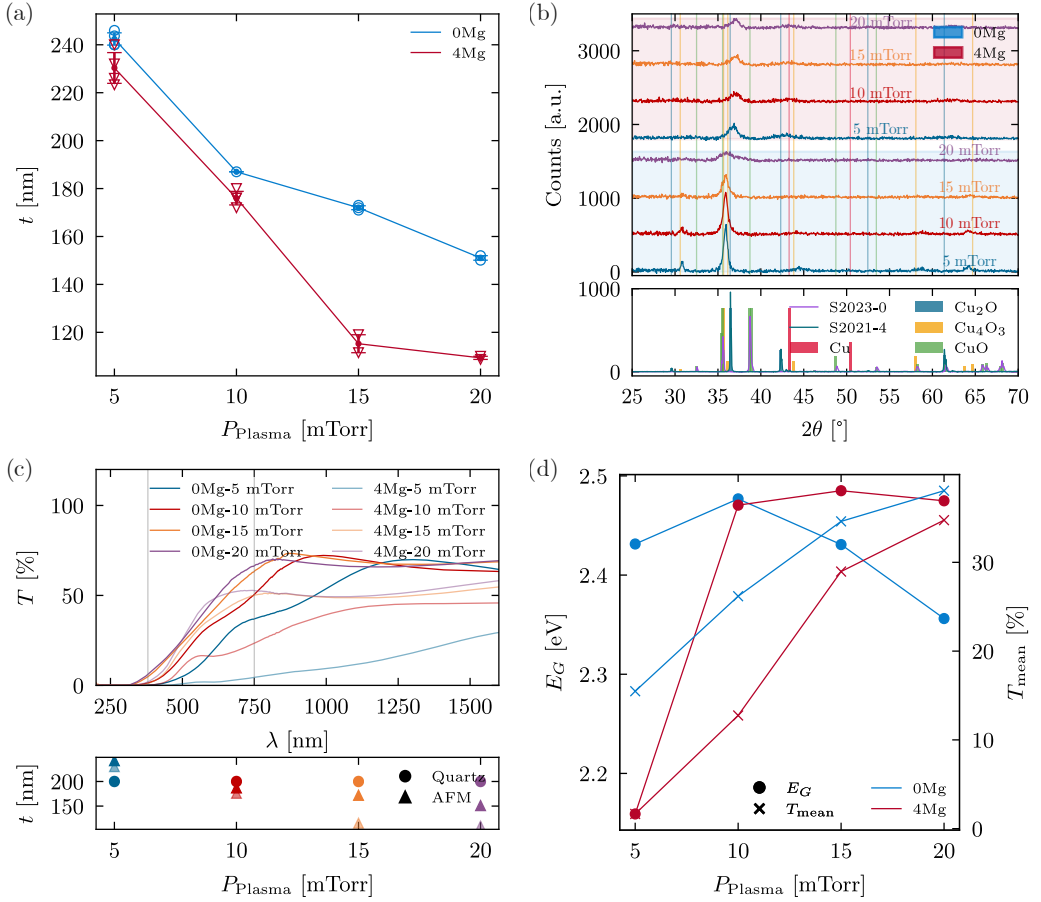 (a)
240
220
200
180
160
140
120
t [nm]
0Mg
4Mg
5
10
15
20
P_Plasma [mTorr]
(b)
3000
2000
1000
0
Counts [a.u.]
20 mTorr
0Mg
4Mg
15 mTorr
10 mTorr
5 mTorr
20 mTorr
15 mTorr
10 mTorr
5 mTorr
1000
0
S2023-0
S2021-4
Cu
Cu₂O
Cu₄O₃
CuO
25
30
35
40
45
50
55
60
65
70
2θ [°]
(c)
100
50
0
T [%]
0Mg-5 mTorr
0Mg-10 mTorr
0Mg-15 mTorr
0Mg-20 mTorr
4Mg-5 mTorr
4Mg-10 mTorr
4Mg-15 mTorr
4Mg-20 mTorr
250
500
750
1000
1250
1500
λ [nm]
200
150
t [nm]
Quartz
AFM
5
10
15
20
P_Plasma [mTorr]
(d)
2.5
2.4
2.3
2.2
E_G [eV]
30
20
10
0
T_mean [%]
E_G
T_mean
0Mg
4Mg
5
10
15
20
P_Plasma [mTorr]